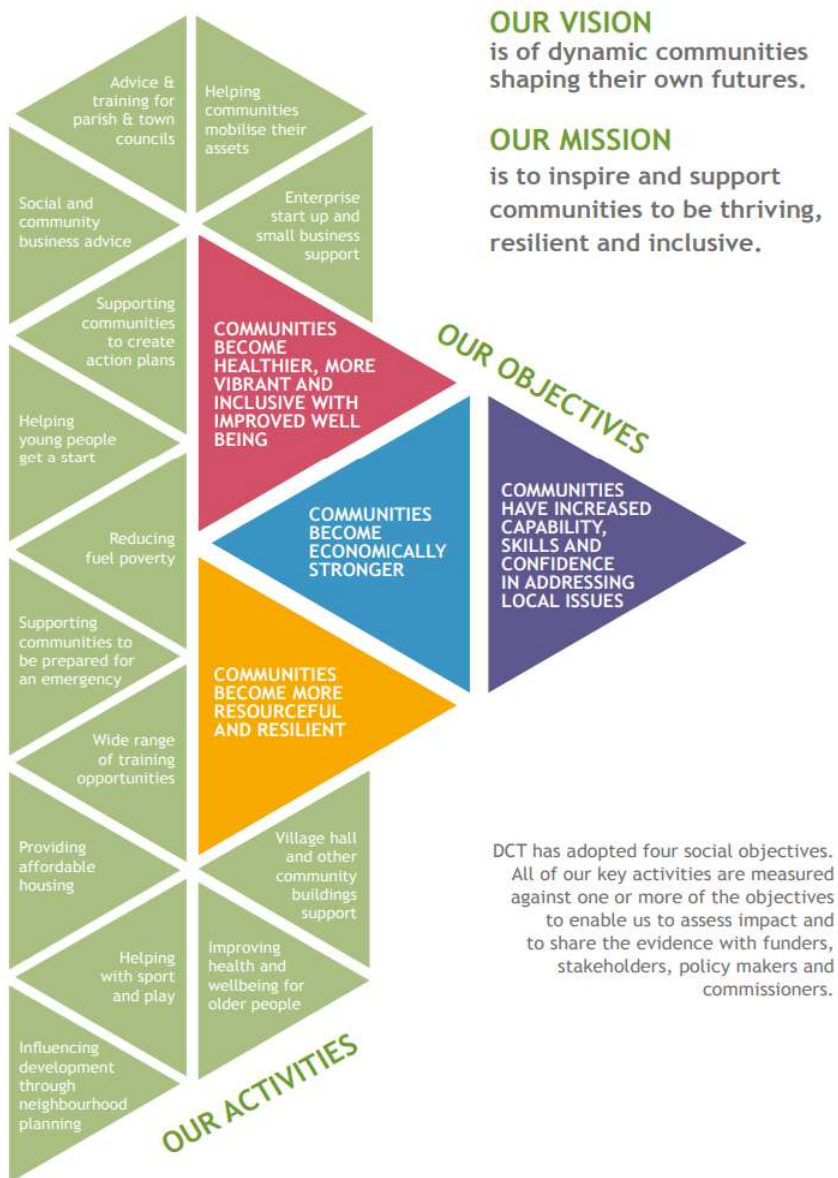 OUR VISION
is of dynamic communities
shaping their own futures.
OUR MISSION
is to inspire and support
communities to be thriving,
resilient and inclusive.
Advice &
training for
parish & town
councils
Helping
communities
mobilise their
assets
Social and
community
business advice
Enterprise
start up and
small business
support
Supporting
communities
to create
action plans
Helping
young people
get a start
Reducing
fuel poverty
Supporting
communities to
be prepared for
an emergency
Wide range
of training
opportunities
Providing
affordable
housing
Village hall
and other
community
buildings
support
Helping
with sport
and play
Improving
health and
wellbeing for
older people
Influencing
development
through
neighbourhood
planning
OUR ACTIVITIES
OUR OBJECTIVES
COMMUNITIES
BECOME
HEALTHIER, MORE
VIBRANT AND
INCLUSIVE WITH
IMPROVED WELL
BEING
COMMUNITIES
BECOME
ECONOMICALLY
STRONGER
COMMUNITIES
HAVE INCREASED
CAPABILITY,
SKILLS AND
CONFIDENCE
IN ADDRESSING
LOCAL ISSUES
COMMUNITIES
BECOME MORE
RESOURCEFUL
AND RESILIENT
DCT has adopted four social objectives.
All of our key activities are measured
against one or more of the objectives
to enable us to assess impact and
to share the evidence with funders,
stakeholders, policy makers and
commissioners.